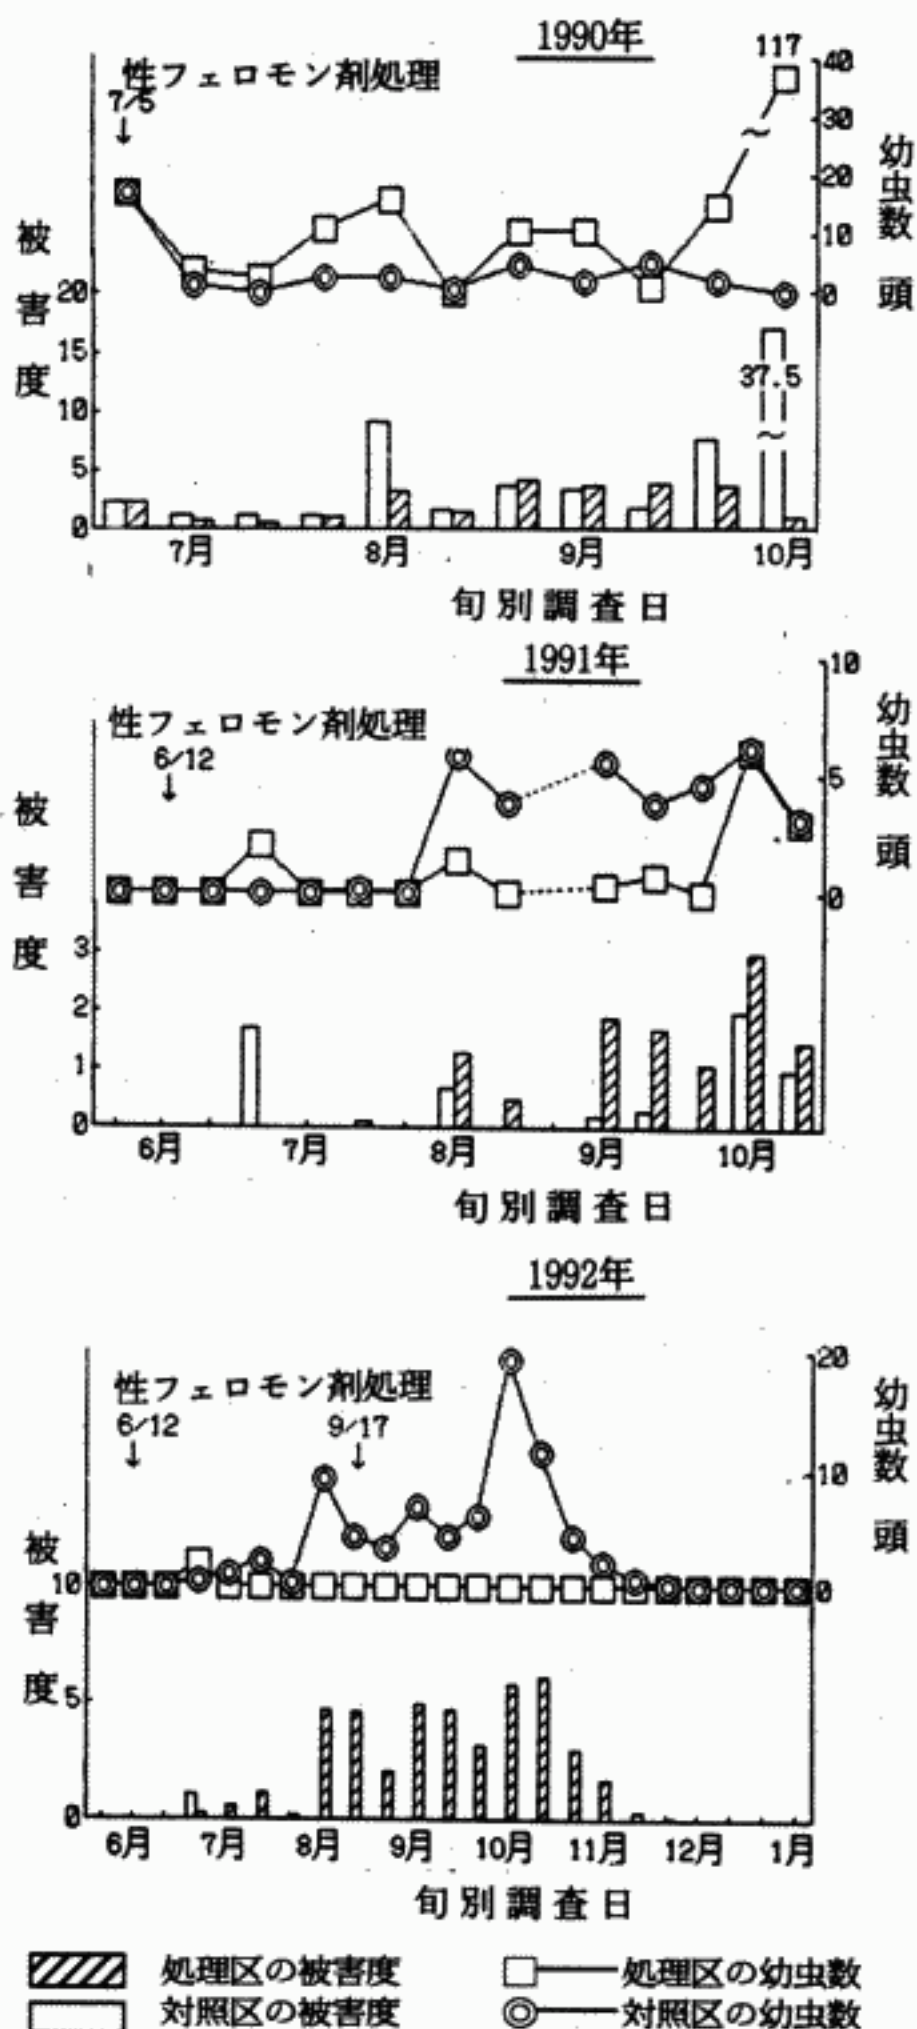 1990年
性フェロモン剤処理
7/5
↓
117
40
30
20
10
0
幼虫数 頭
被害度
20
15
10
5
0
37.5
7月 8月 9月 10月
旬別調査日
1991年
性フェロモン剤処理
6/12
↓
10
5
0
幼虫数 頭
被害度
3
2
1
0
6月 7月 8月 9月 10月
旬別調査日
1992年
性フェロモン剤処理
6/12 9/17
↓ ↓
20
10
0
幼虫数 頭
被害度
10
5
0
6月 7月 8月 9月 10月 11月 12月 1月
旬別調査日
処理区の被害度 処理区の幼虫数
対照区の被害度 対照区の幼虫数